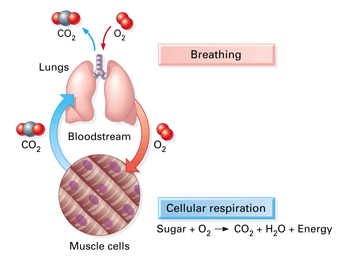 CO₂
O₂
Breathing
Lungs
Bloodstream
CO₂
O₂
Cellular respiration
Sugar + O₂ → CO₂ + H₂O + Energy
Muscle cells